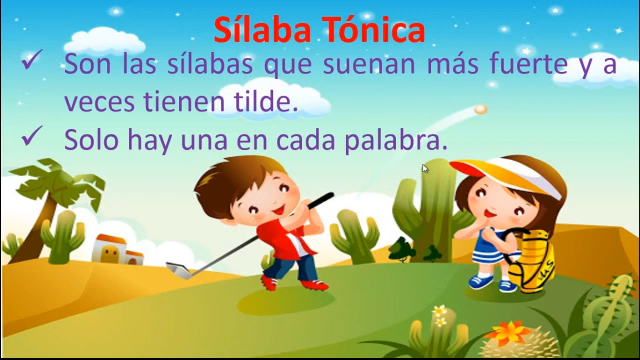 Sílaba Tónica
✓ Son las sílabas que suenan más fuerte y a
veces tienen tilde.
✓ Solo hay una en cada palabra.